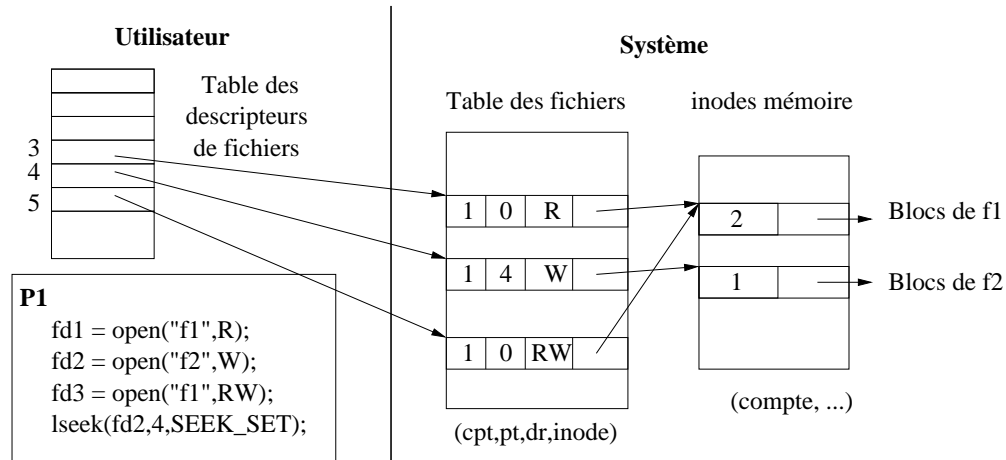 Utilisateur
Système
Table des
descripteurs
de fichiers
3
4
5
Table des fichiers
inodes mémoire
1 0 R
1 4 W
1 0 RW
2
1
Blocs de f1
Blocs de f2
(cpt,pt,dr,inode)
(compte, ...)
P1
fd1 = open("f1",R);
fd2 = open("f2",W);
fd3 = open("f1",RW);
lseek(fd2,4,SEEK_SET);